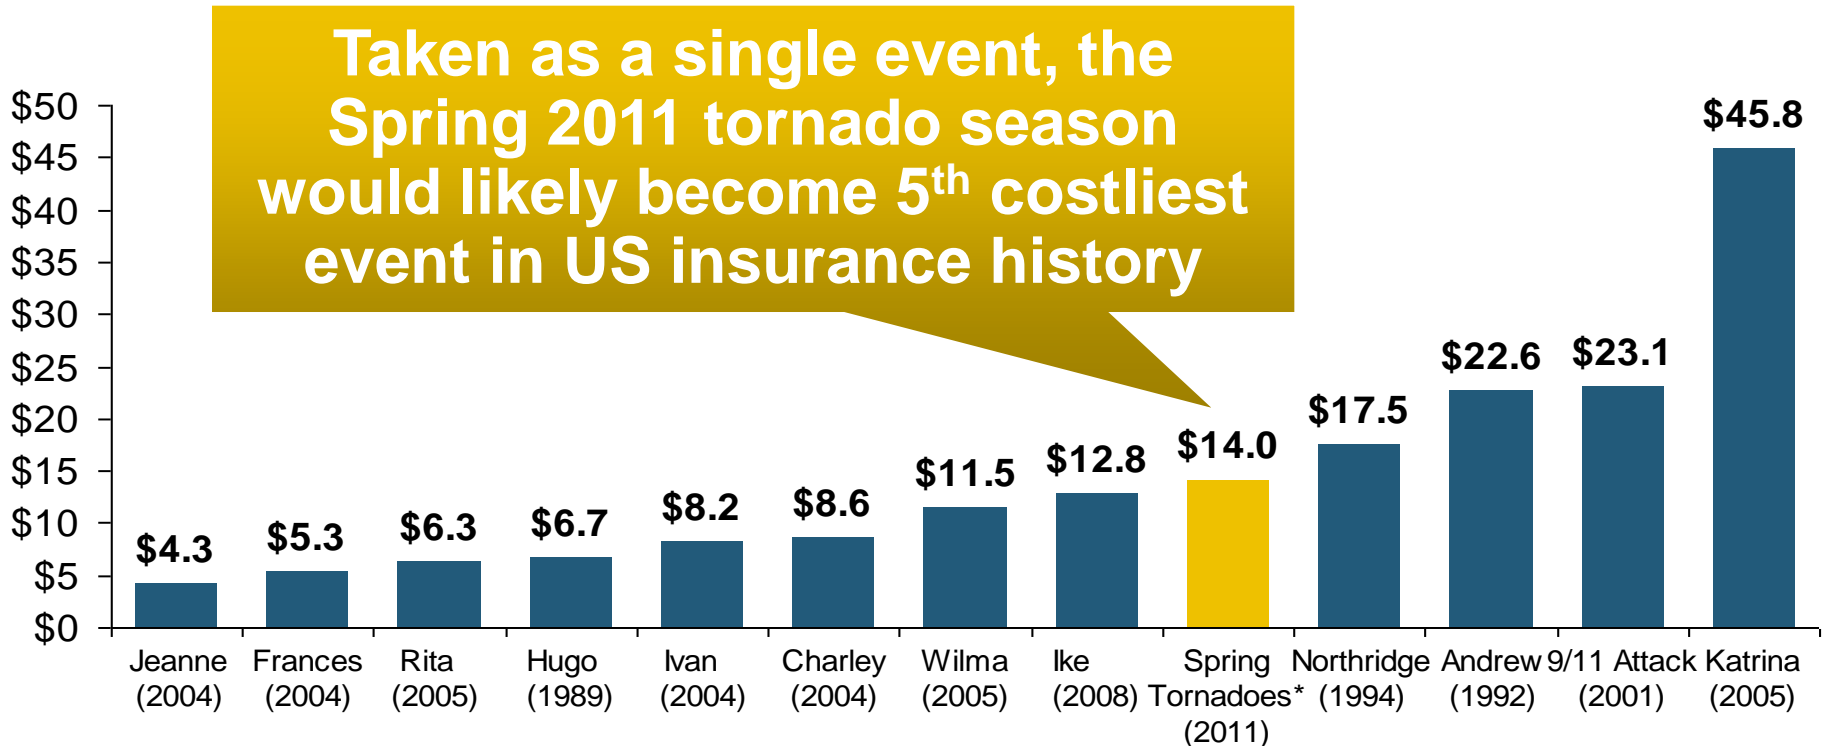 Taken as a single event, the
Spring 2011 tornado season
would likely become 5th costliest
event in US insurance history
$50
$45
$40
$35
$30
$25
$20
$15
$10
$5
$0
$4.3
$5.3
$6.3
$6.7
$8.2
$8.6
$11.5
$12.8
$14.0
$17.5
$22.6
$23.1
$45.8
Jeanne
(2004)
Frances
(2004)
Rita
(2005)
Hugo
(1989)
Ivan
(2004)
Charley
(2004)
Wilma
(2005)
Ike
(2008)
Spring
Tornadoes*
(2011)
Northridge
(1994)
Andrew
(1992)
9/11 Attack
(2001)
Katrina
(2005)